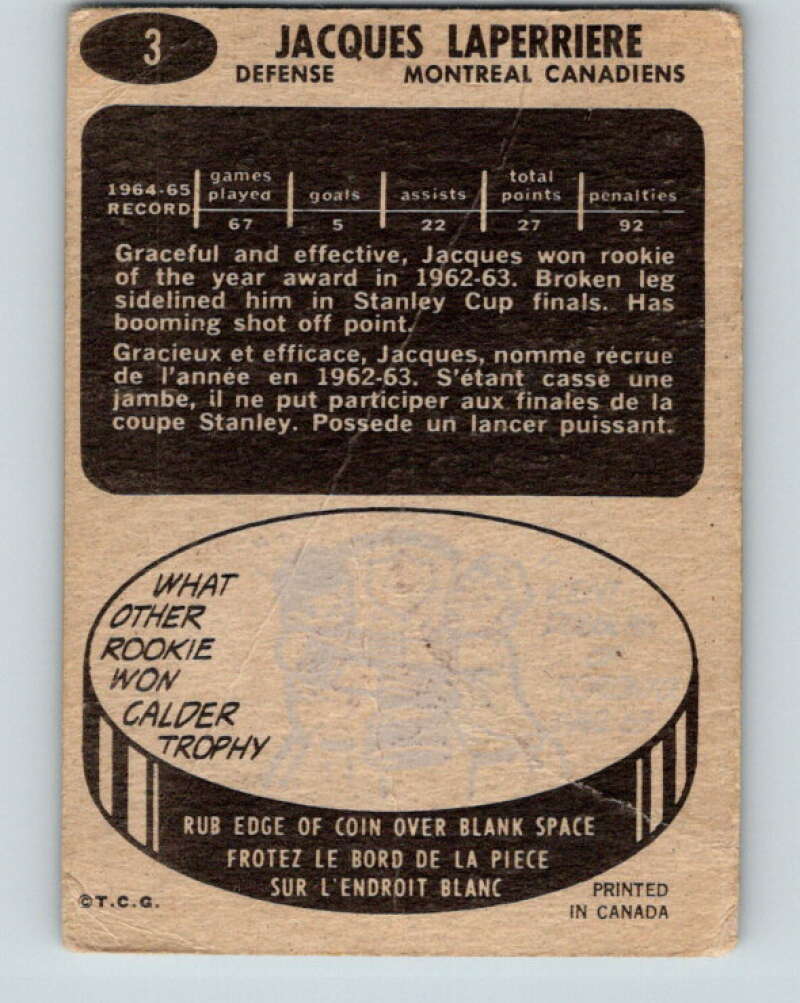 3
JACQUES LAPERRIERE
DEFENSE MONTREAL CANADIENS
1964-65 RECORD games played goals assists total points penalties
67 5 22 27 92
Graceful and effective, Jacques won rookie
of the year award in 1962-63. Broken leg
sidelined him in Stanley Cup finals. Has
booming shot off point.
Gracieux et efficace, Jacques, nomme récrue
de l'année en 1962-63. S'étant cassè une
jambe, il ne put participer aux finales de la
coupe Stanley. Possede un lancer puissant.
WHAT
OTHER
ROOKIE
WON
CALDER
TROPHY
RUB EDGE OF COIN OVER BLANK SPACE
FROTEZ LE BORD DE LA PIECE
SUR L'ENDROIT BLANC
©T.C.G.
PRINTED
IN CANADA